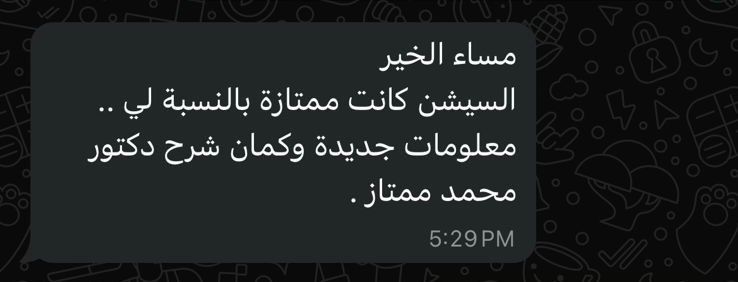 مساء الخير
السيشن كانت ممتازة بالنسبة لي ..
معلومات جديدة وكمان شرح دكتور
محمد ممتاز .
5:29 PM